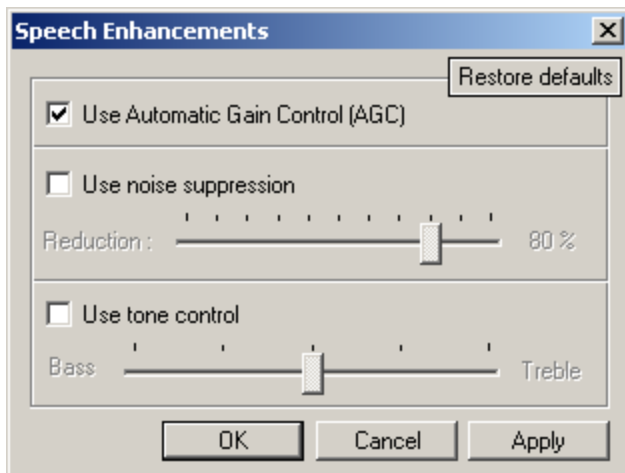 Speech Enhancements
Restore defaults
Use Automatic Gain Control (AGC)
Use noise suppression
Reduction : 80 %
Use tone control
Bass Treble
OK Cancel Apply